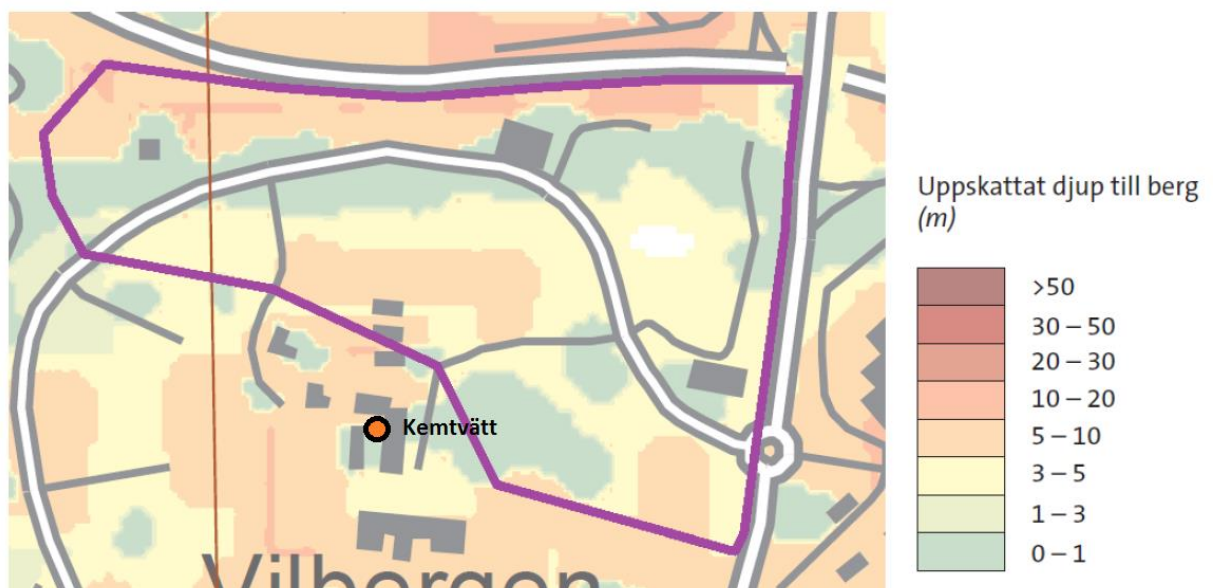 Kemtvätt
Vilbergen
Uppskattat djup till berg
(m)
>50
30 – 50
20 – 30
10 – 20
5 – 10
3 – 5
1 – 3
0 – 1